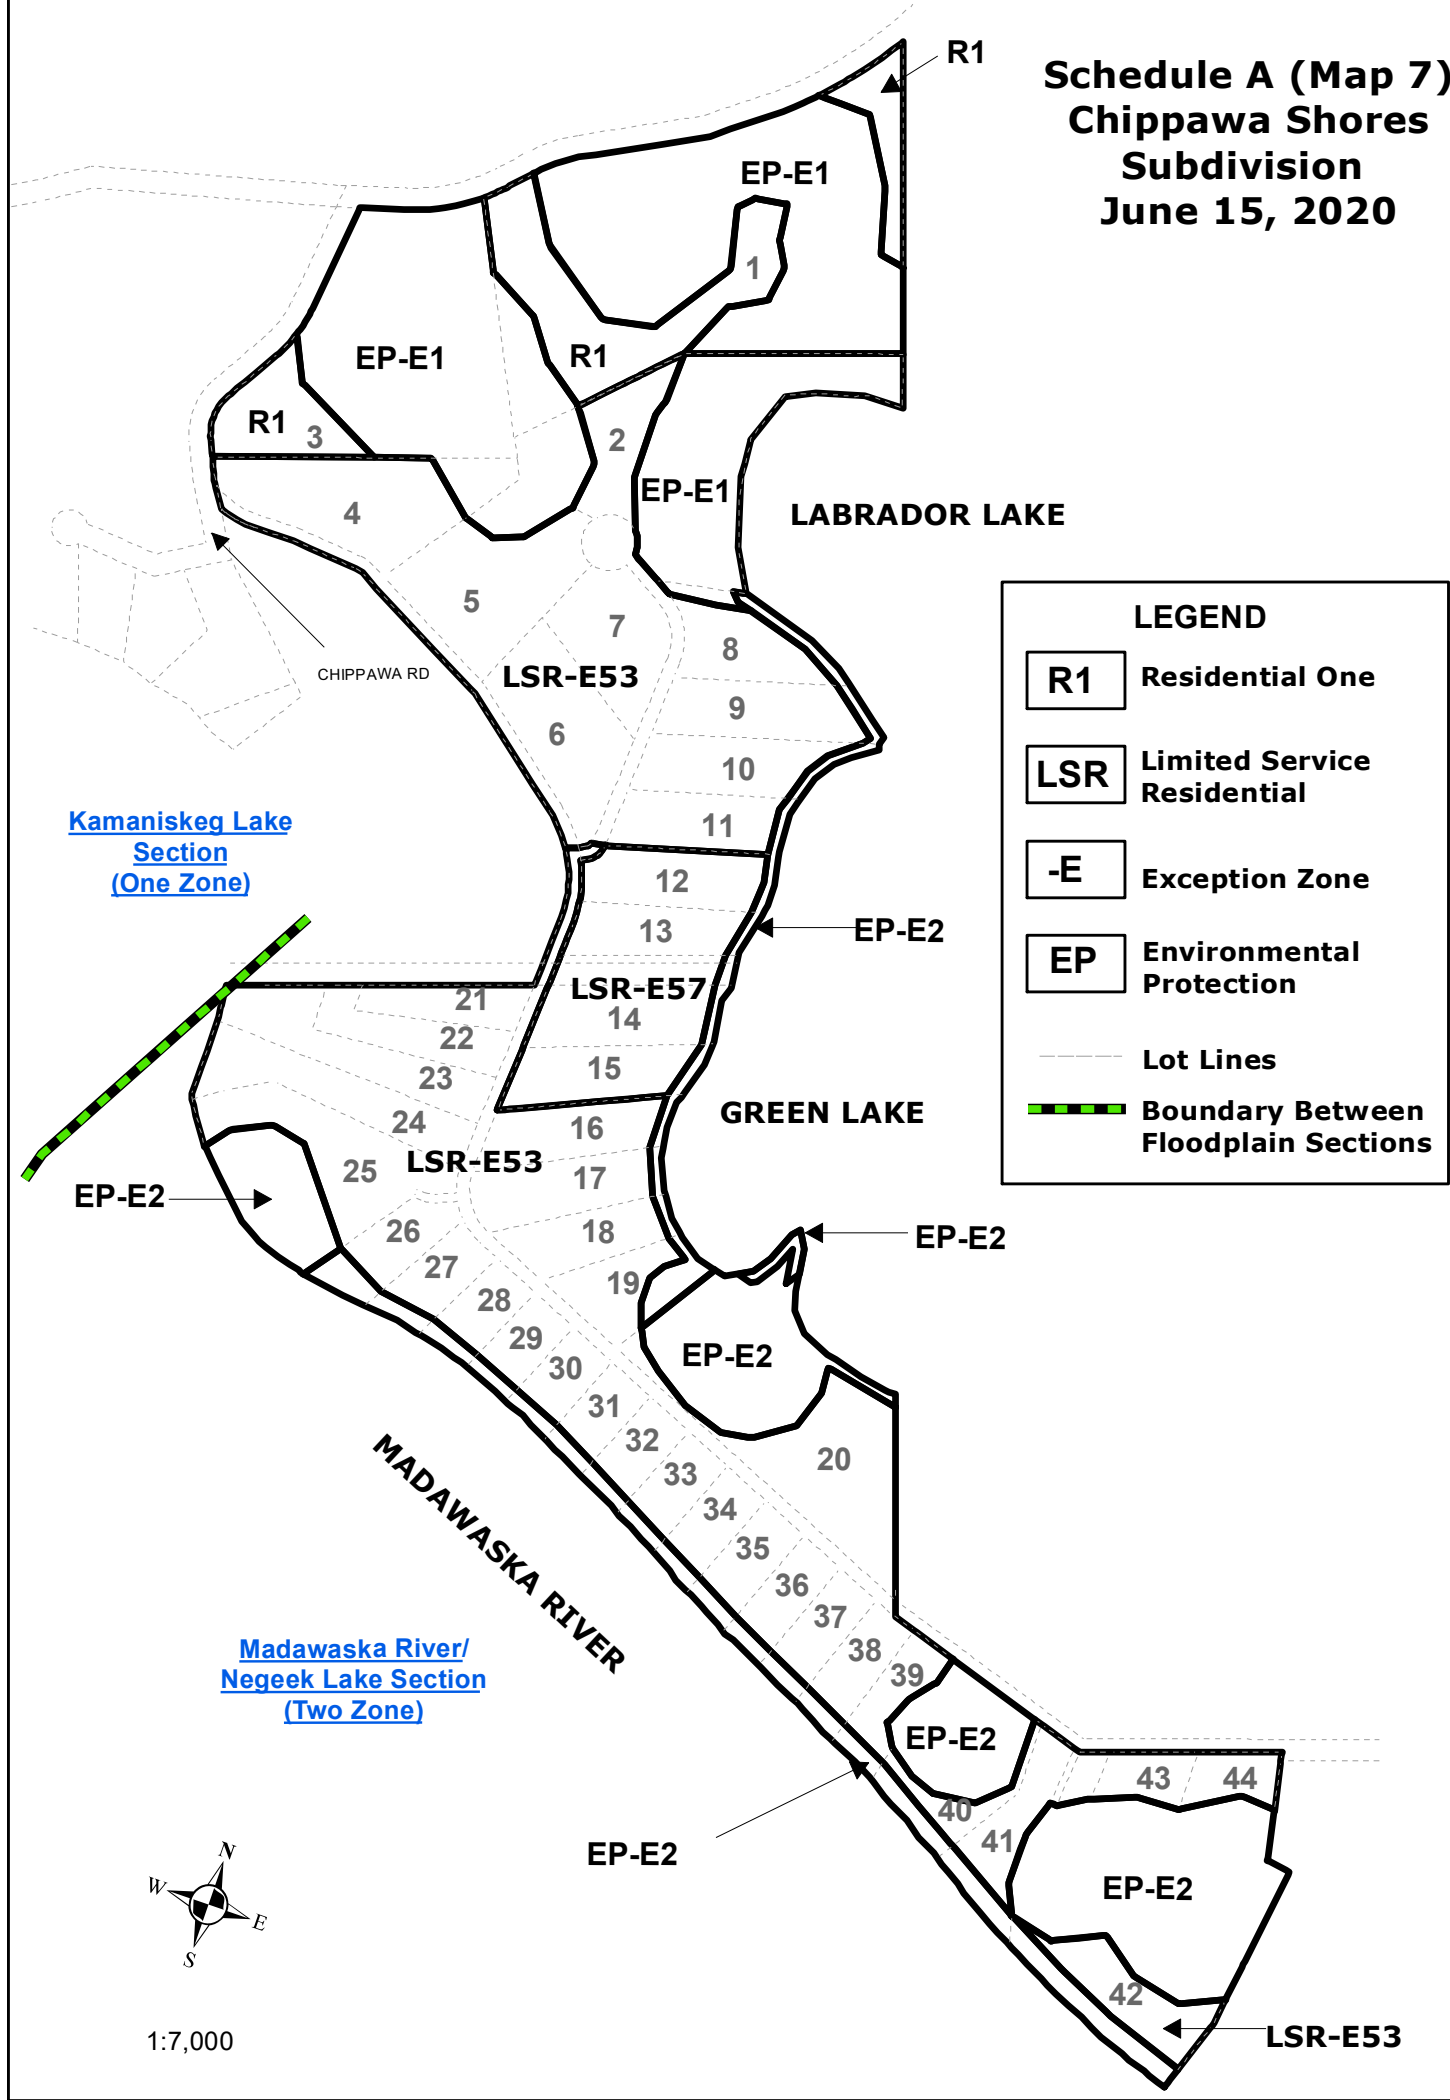 Schedule A (Map 7)
Chippawa Shores
Subdivision
June 15, 2020
R1
EP-E1
1
EP-E1
R1
R1
3
2
EP-E1
4
LABRADOR LAKE
5
7
8
CHIPPAWA RD
LSR-E53
9
6
10
11
LEGEND
R1
Residential One
LSR
Limited Service
Residential
-E
Exception Zone
EP
Environmental
Protection
Lot Lines
Boundary Between
Floodplain Sections
Kamaniskeg Lake
Section
(One Zone)
12
13
EP-E2
LSR-E57
14
15
21
22
23
24
GREEN LAKE
16
LSR-E53
25
17
EP-E2
26
18
EP-E2
27
19
28
29
EP-E2
30
31
32
20
33
MADAWASKA RIVER
34
35
36
37
38
39
Madawaska River/
Negeek Lake Section
(Two Zone)
EP-E2
43
44
40
41
EP-E2
EP-E2
42
LSR-E53
N
W
E
S
1:7,000